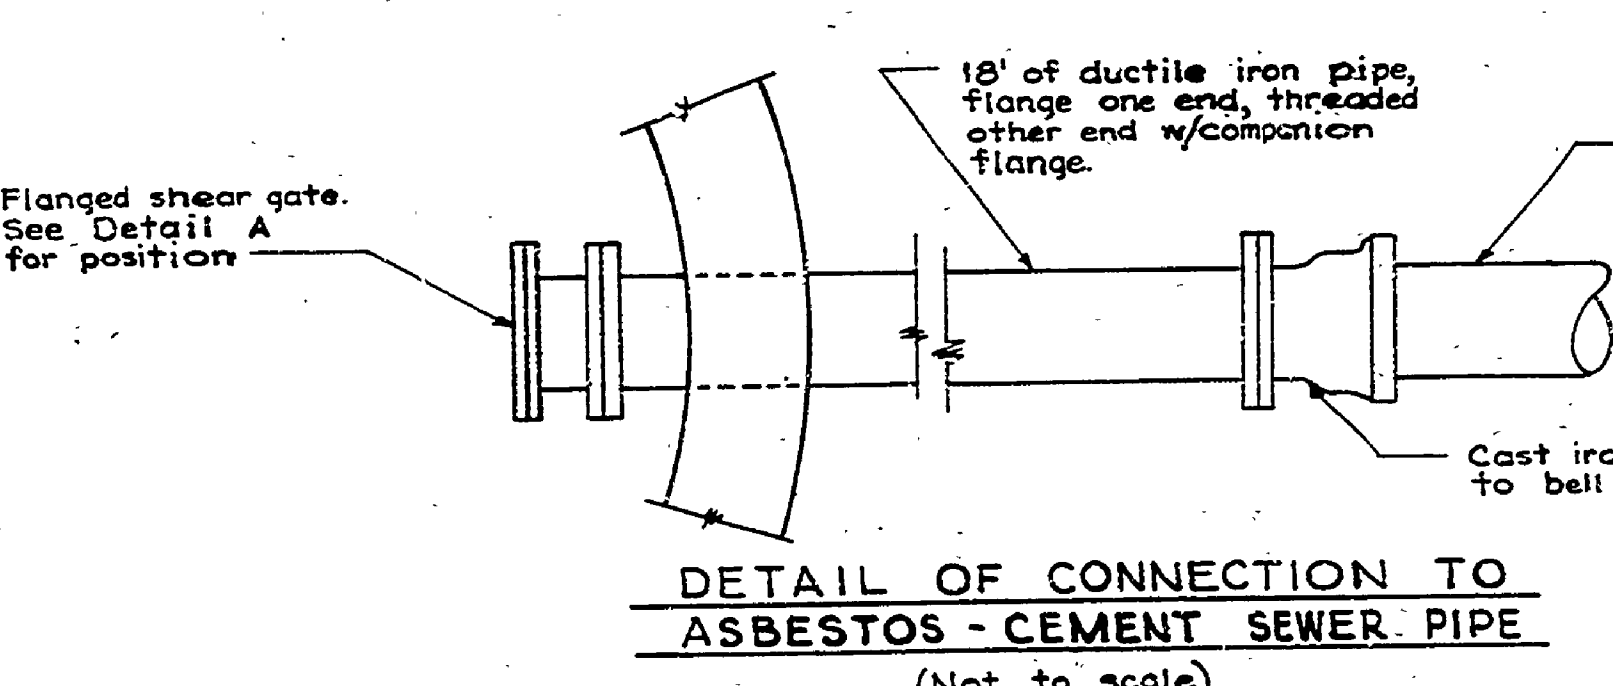 18' of ductile iron pipe,
flange one end, threaded
other end w/companion
flange.
Flanged shear gate.
See Detail A
for position
Cast
to bell
DETAIL OF CONNECTION TO
ASBESTOS - CEMENT SEWER PIPE
(Not to scale)